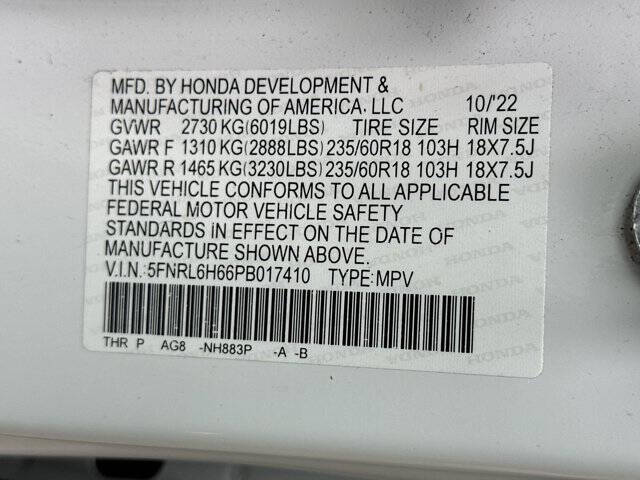 MFD. BY HONDA DEVELOPMENT &
MANUFACTURING OF AMERICA. LLC 10/'22
GVWR 2730 KG(6019LBS) TIRE SIZE RIM SIZE
GAWR F 1310 KG(2888LBS) 235/60R18 103H 18X7.5J
GAWR R 1465 KG(3230LBS) 235/60R18 103H 18X7.5J
THIS VEHICLE CONFORMS TO ALL APPLICABLE
FEDERAL MOTOR VEHICLE SAFETY
STANDARDS IN EFFECT ON THE DATE OF
MANUFACTURE SHOWN ABOVE.
V.I.N.:5FNRL6H66PB017410 TYPE:MPV
THR P AG8 -NH883P -A -B